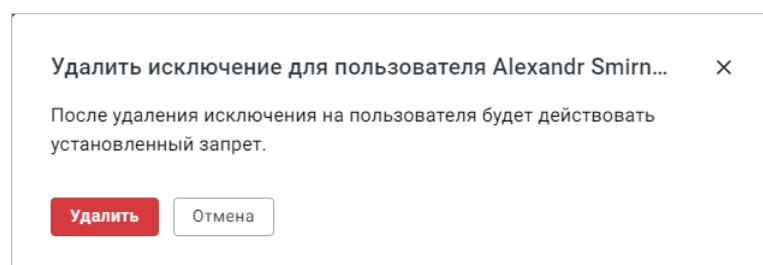 Удалить исключение для пользователя Alexandr Smirn...
После удаления исключения на пользователя будет действовать
установленный запрет.
Удалить Отмена